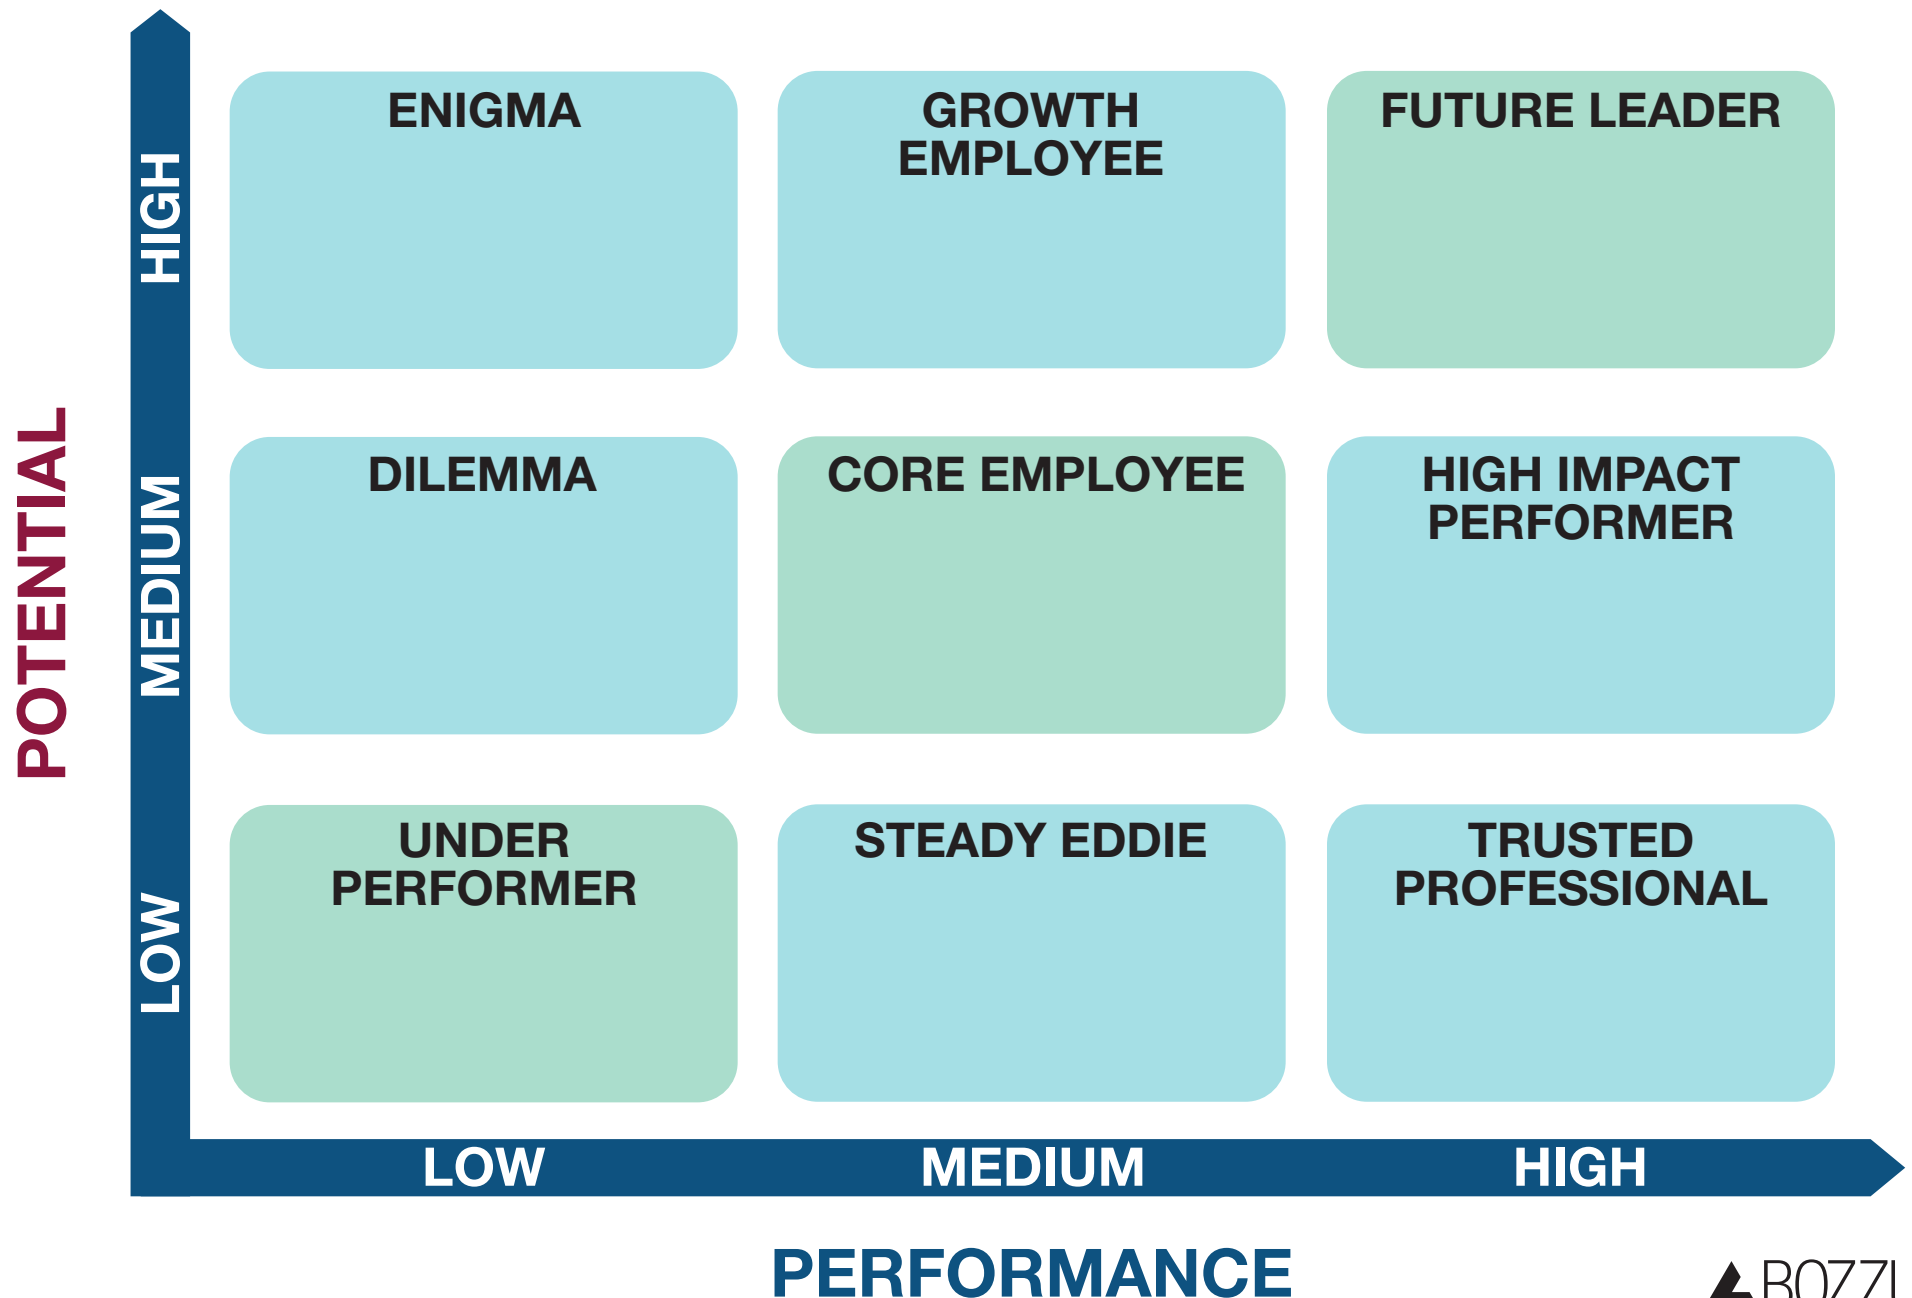 HIGH
ENIGMA
GROWTH
EMPLOYEE
FUTURE LEADER
POTENTIAL
MEDIUM
DILEMMA
CORE EMPLOYEE
HIGH IMPACT
PERFORMER
LOW
UNDER
PERFORMER
STEADY EDDIE
TRUSTED
PROFESSIONAL
LOW
MEDIUM
HIGH
PERFORMANCE
BOZZI